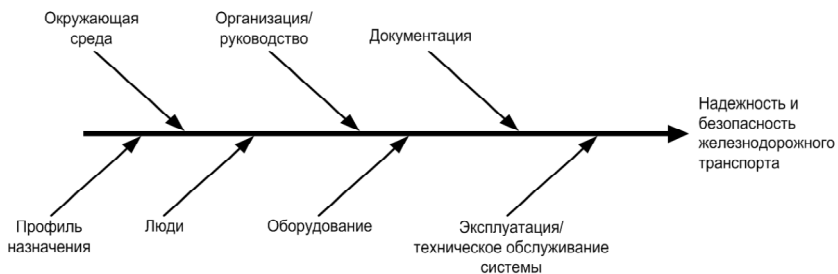 Окружающая
среда
Организация/
руководство
Документация
Надежность и
безопасность
железнодорожного
транспорта
Профиль
назначения
Люди
Оборудование
Эксплуатация/
техническое обслуживание
системы